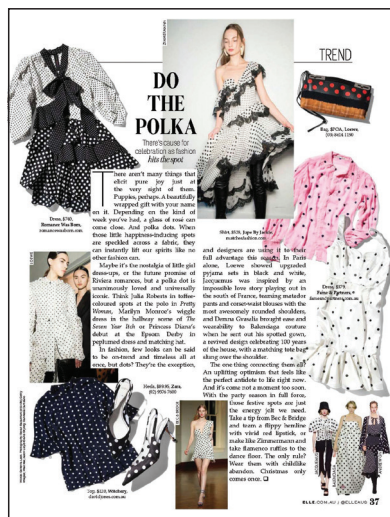 TREND
DO
THE
POLKA
There's cause for
celebration as fashion
hits the spot
Bag, $POA, Loewe,
Dress, $740,
Romance Was Born,
romancewasborn.com
Shirt, $529, Jupe By Jackie,
matchesfashion.com
There aren't many things that
elicit pure joy just at
the very sight of them.
Puppies, perhaps. A beautifully
wrapped gift with your name
on it. Depending on the kind of
week you've had, a glass of rosé can
come close. And polka dots. When
those little happiness-inducing spots
are speckled across a fabric, they
can instantly lift our spirits like no
other fashion can.
Maybe it's the nostalgia of little girl
dress-ups, or the future promise of
Riviera romances, but a polka dot is
unanimously loved and universally
iconic. Think Julia Roberts in toffee-
coloured spots at the polo in Pretty
Woman, Marilyn Monroe's wiggle
dress in the hallway scene of The
Seven Year Itch or Princess Diana's
debut at the Epsom Derby in
peplumed dress and matching hat.
In fashion, few looks can be said
to be on-trend and timeless all at
once, but dots? They're the exception,
and designers are using it to their
full advantage this season. In Paris
alone, Loewe showed upgraded
pyjama sets in black and white,
Jacquemus was inspired by an
impossible love story playing out in
the south of France, teaming matador
pants and corset-waist blouses with the
most awesomely rounded shoulders,
and Demna Gvasalia brought ease and
wearability to Balenciaga couture
when he sent out his spotted gown,
a revived design celebrating 100 years
of the house, with a matching tote bag
slung over the shoulder.
The one thing connecting them all?
An uplifting optimism that feels like
the perfect antidote to life right now.
And it's come not a moment too soon.
With the party season in full force,
these festive spots are just
the energy jolt we need.
Take a tip from Bec & Bridge
and team a flippy hemline
with vivid red lipstick, or
make like Zimmermann and
take flamenco ruffles to the
dance floor. The only rule?
Wear them with childlike
abandon. Christmas only
comes once.
Dress, $379,
Heels, $99.95, Zara,
Top, $130, Witchery,
davidjones.com.au
ELLE.COM.AU / @ELLEAUS 37